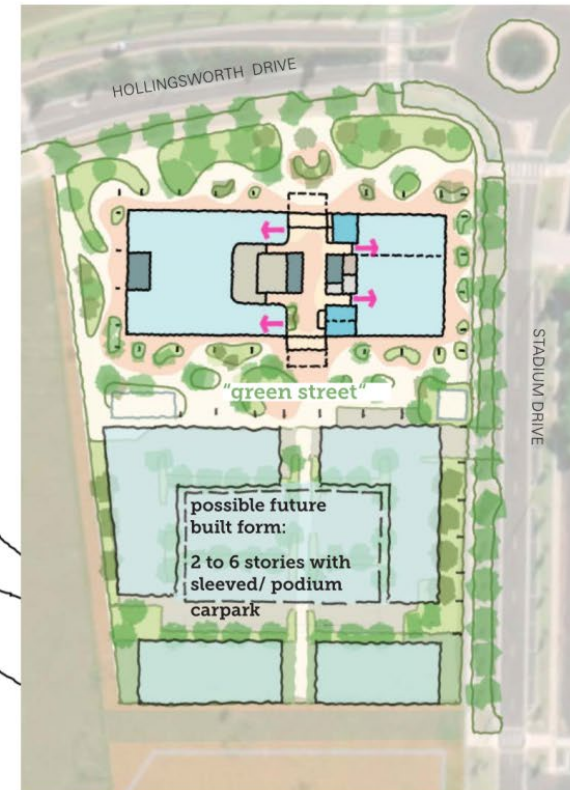 HOLLINGSWORTH DRIVE
STADIUM DRIVE
"green street"
possible future
built form:
2 to 6 stories with
sleeved/ podium
carpark